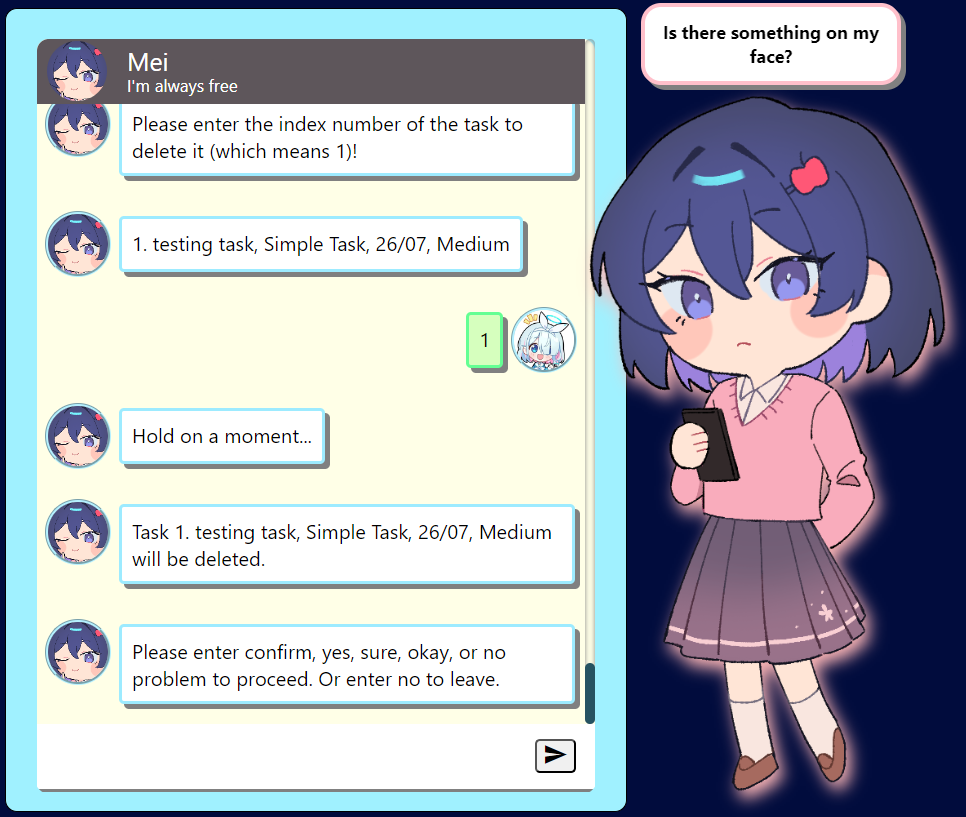 Mei
I'm always free
Please enter the index number of the task to
delete it (which means 1)!
1. testing task, Simple Task, 26/07, Medium
1
Hold on a moment...
Task 1. testing task, Simple Task, 26/07, Medium
will be deleted.
Please enter confirm, yes, sure, okay, or no
problem to proceed. Or enter no to leave.
Is there something on my
face?